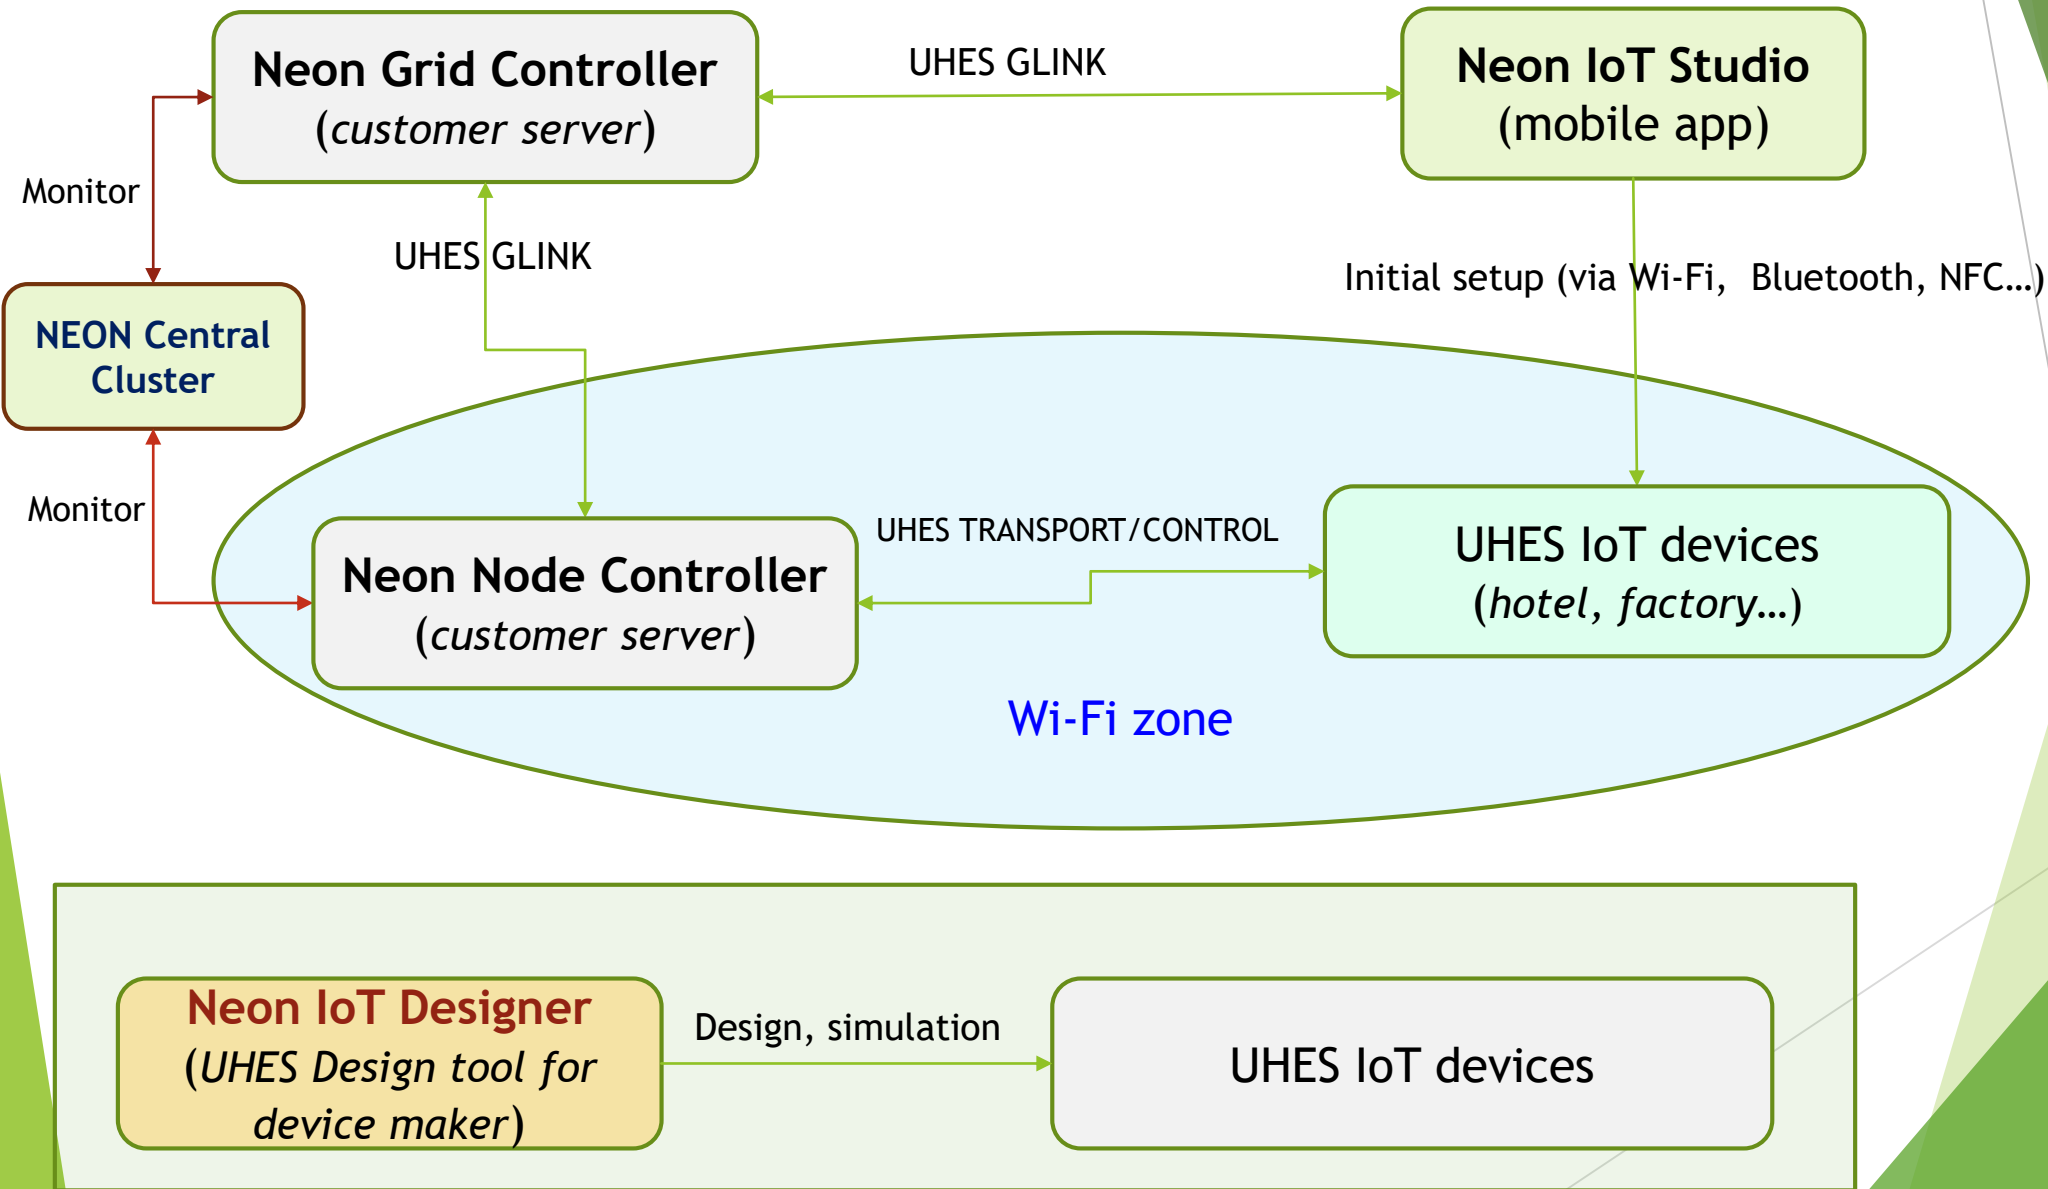 Neon Grid Controller
(customer server)
UHES GLINK
Neon IoT Studio
(mobile app)
Monitor
UHES GLINK
Initial setup (via Wi-Fi,  Bluetooth, NFC…)
NEON Central
Cluster
Monitor
Neon Node Controller
(customer server)
UHES TRANSPORT/CONTROL
UHES IoT devices
(hotel, factory…)
Wi-Fi zone
Neon IoT Designer
(UHES Design tool for
device maker)
Design, simulation
UHES IoT devices